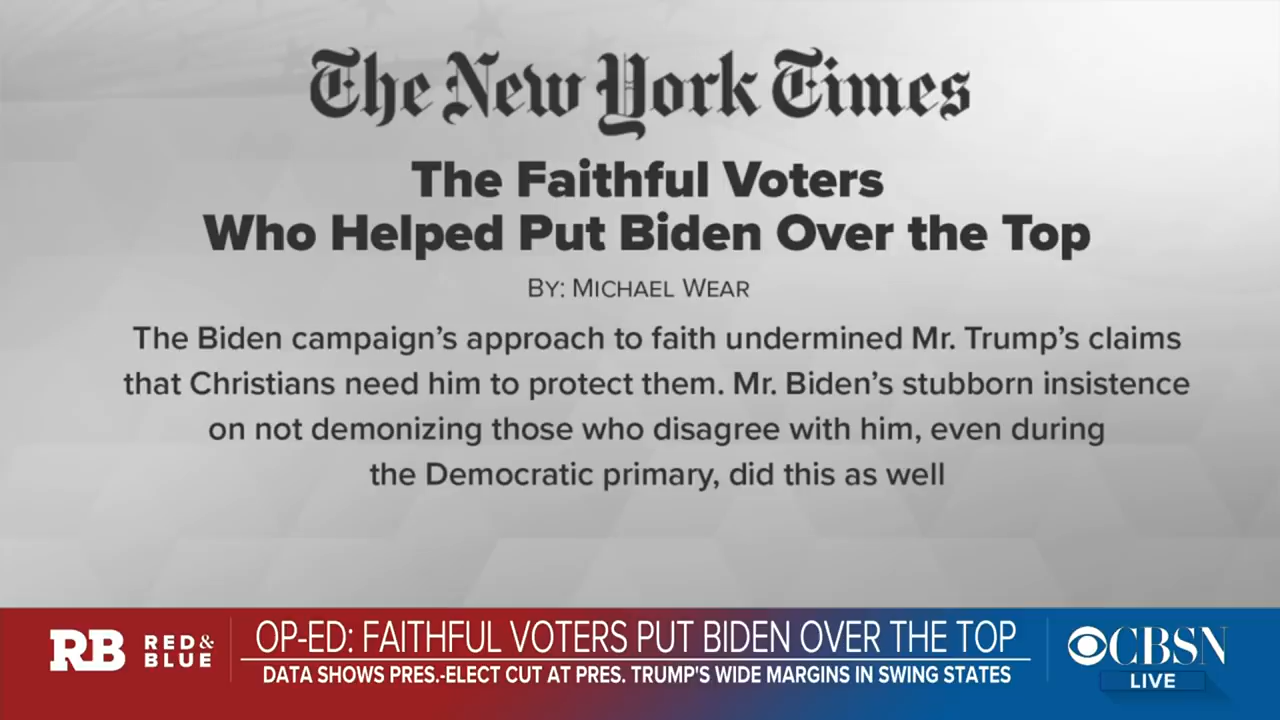 The New York Times
The Faithful Voters
Who Helped Put Biden Over the Top
BY: MICHAEL WEAR
The Biden campaign’s approach to faith undermined Mr. Trump’s claims
that Christians need him to protect them. Mr. Biden’s stubborn insistence
on not demonizing those who disagree with him, even during
the Democratic primary, did this as well
RB RED &
BLUE
OP-ED: FAITHFUL VOTERS PUT BIDEN OVER THE TOP
DATA SHOWS PRES.-ELECT CUT AT PRES. TRUMP'S WIDE MARGINS IN SWING STATES
CBSN
LIVE